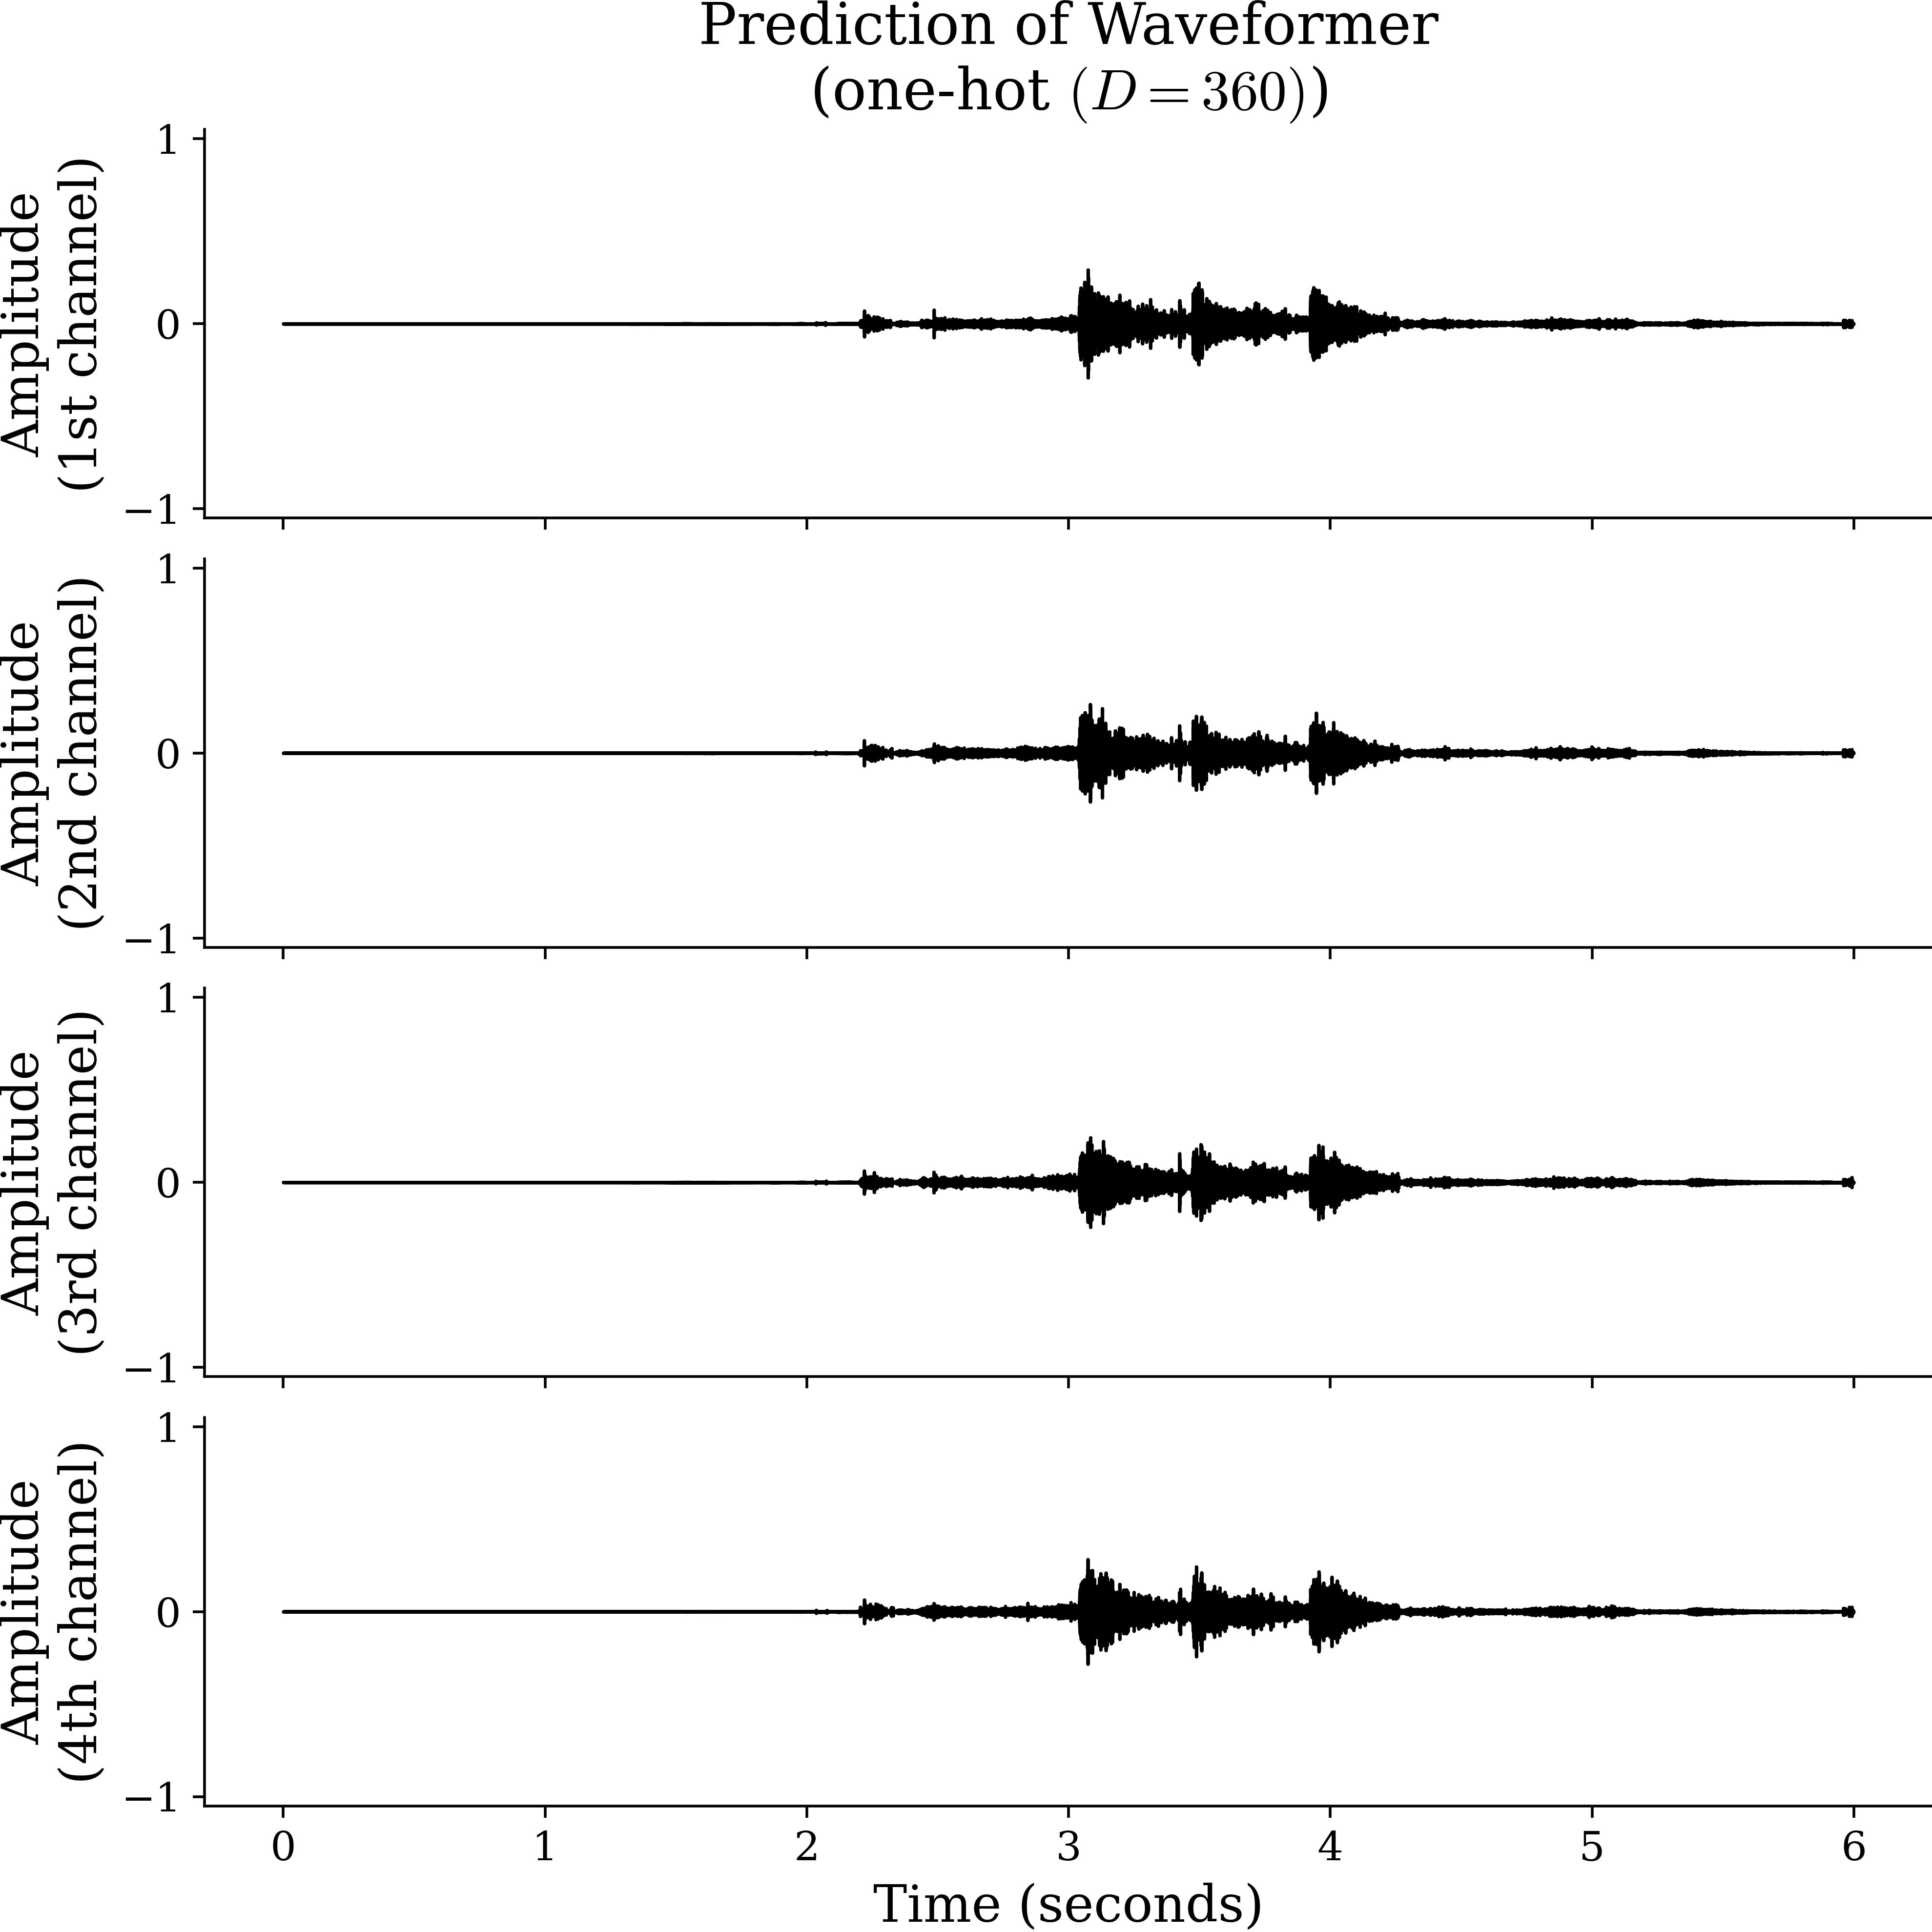 Prediction of Waveformer
(one-hot (D = 360))
Amplitude
(1st channel)
1
0
−1
Amplitude
(2nd channel)
1
0
−1
Amplitude
(3rd channel)
1
0
−1
Amplitude
(4th channel)
1
0
−1
0 1 2 3 4 5 6
Time (seconds)